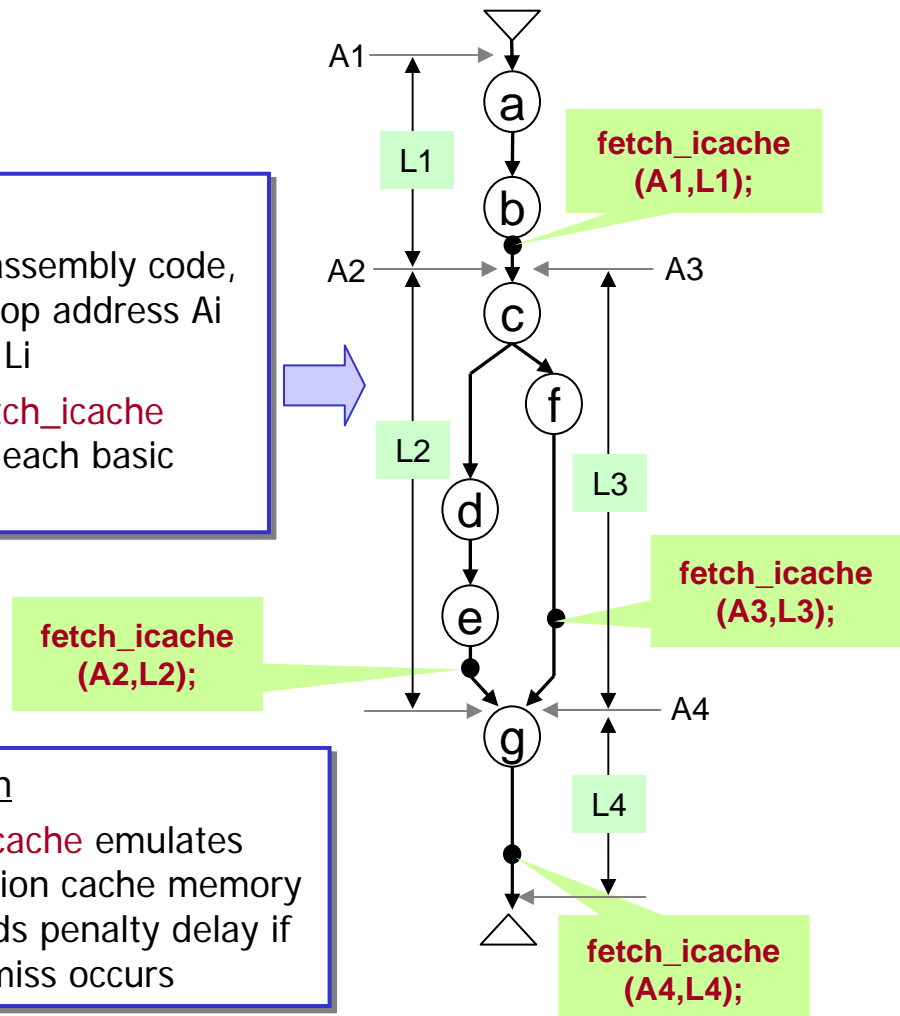 A1
a
L1
fetch_icache
(A1,L1);
b
assembly code,
op address Ai
Li
tch_icache
each basic
A2
A3
c
f
L2
L3
d
e
fetch_icache
(A3,L3);
fetch_icache
(A2,L2);
A4
g
L4
n
cache emulates
ion cache memory
ds penalty delay if
miss occurs
fetch_icache
(A4,L4);